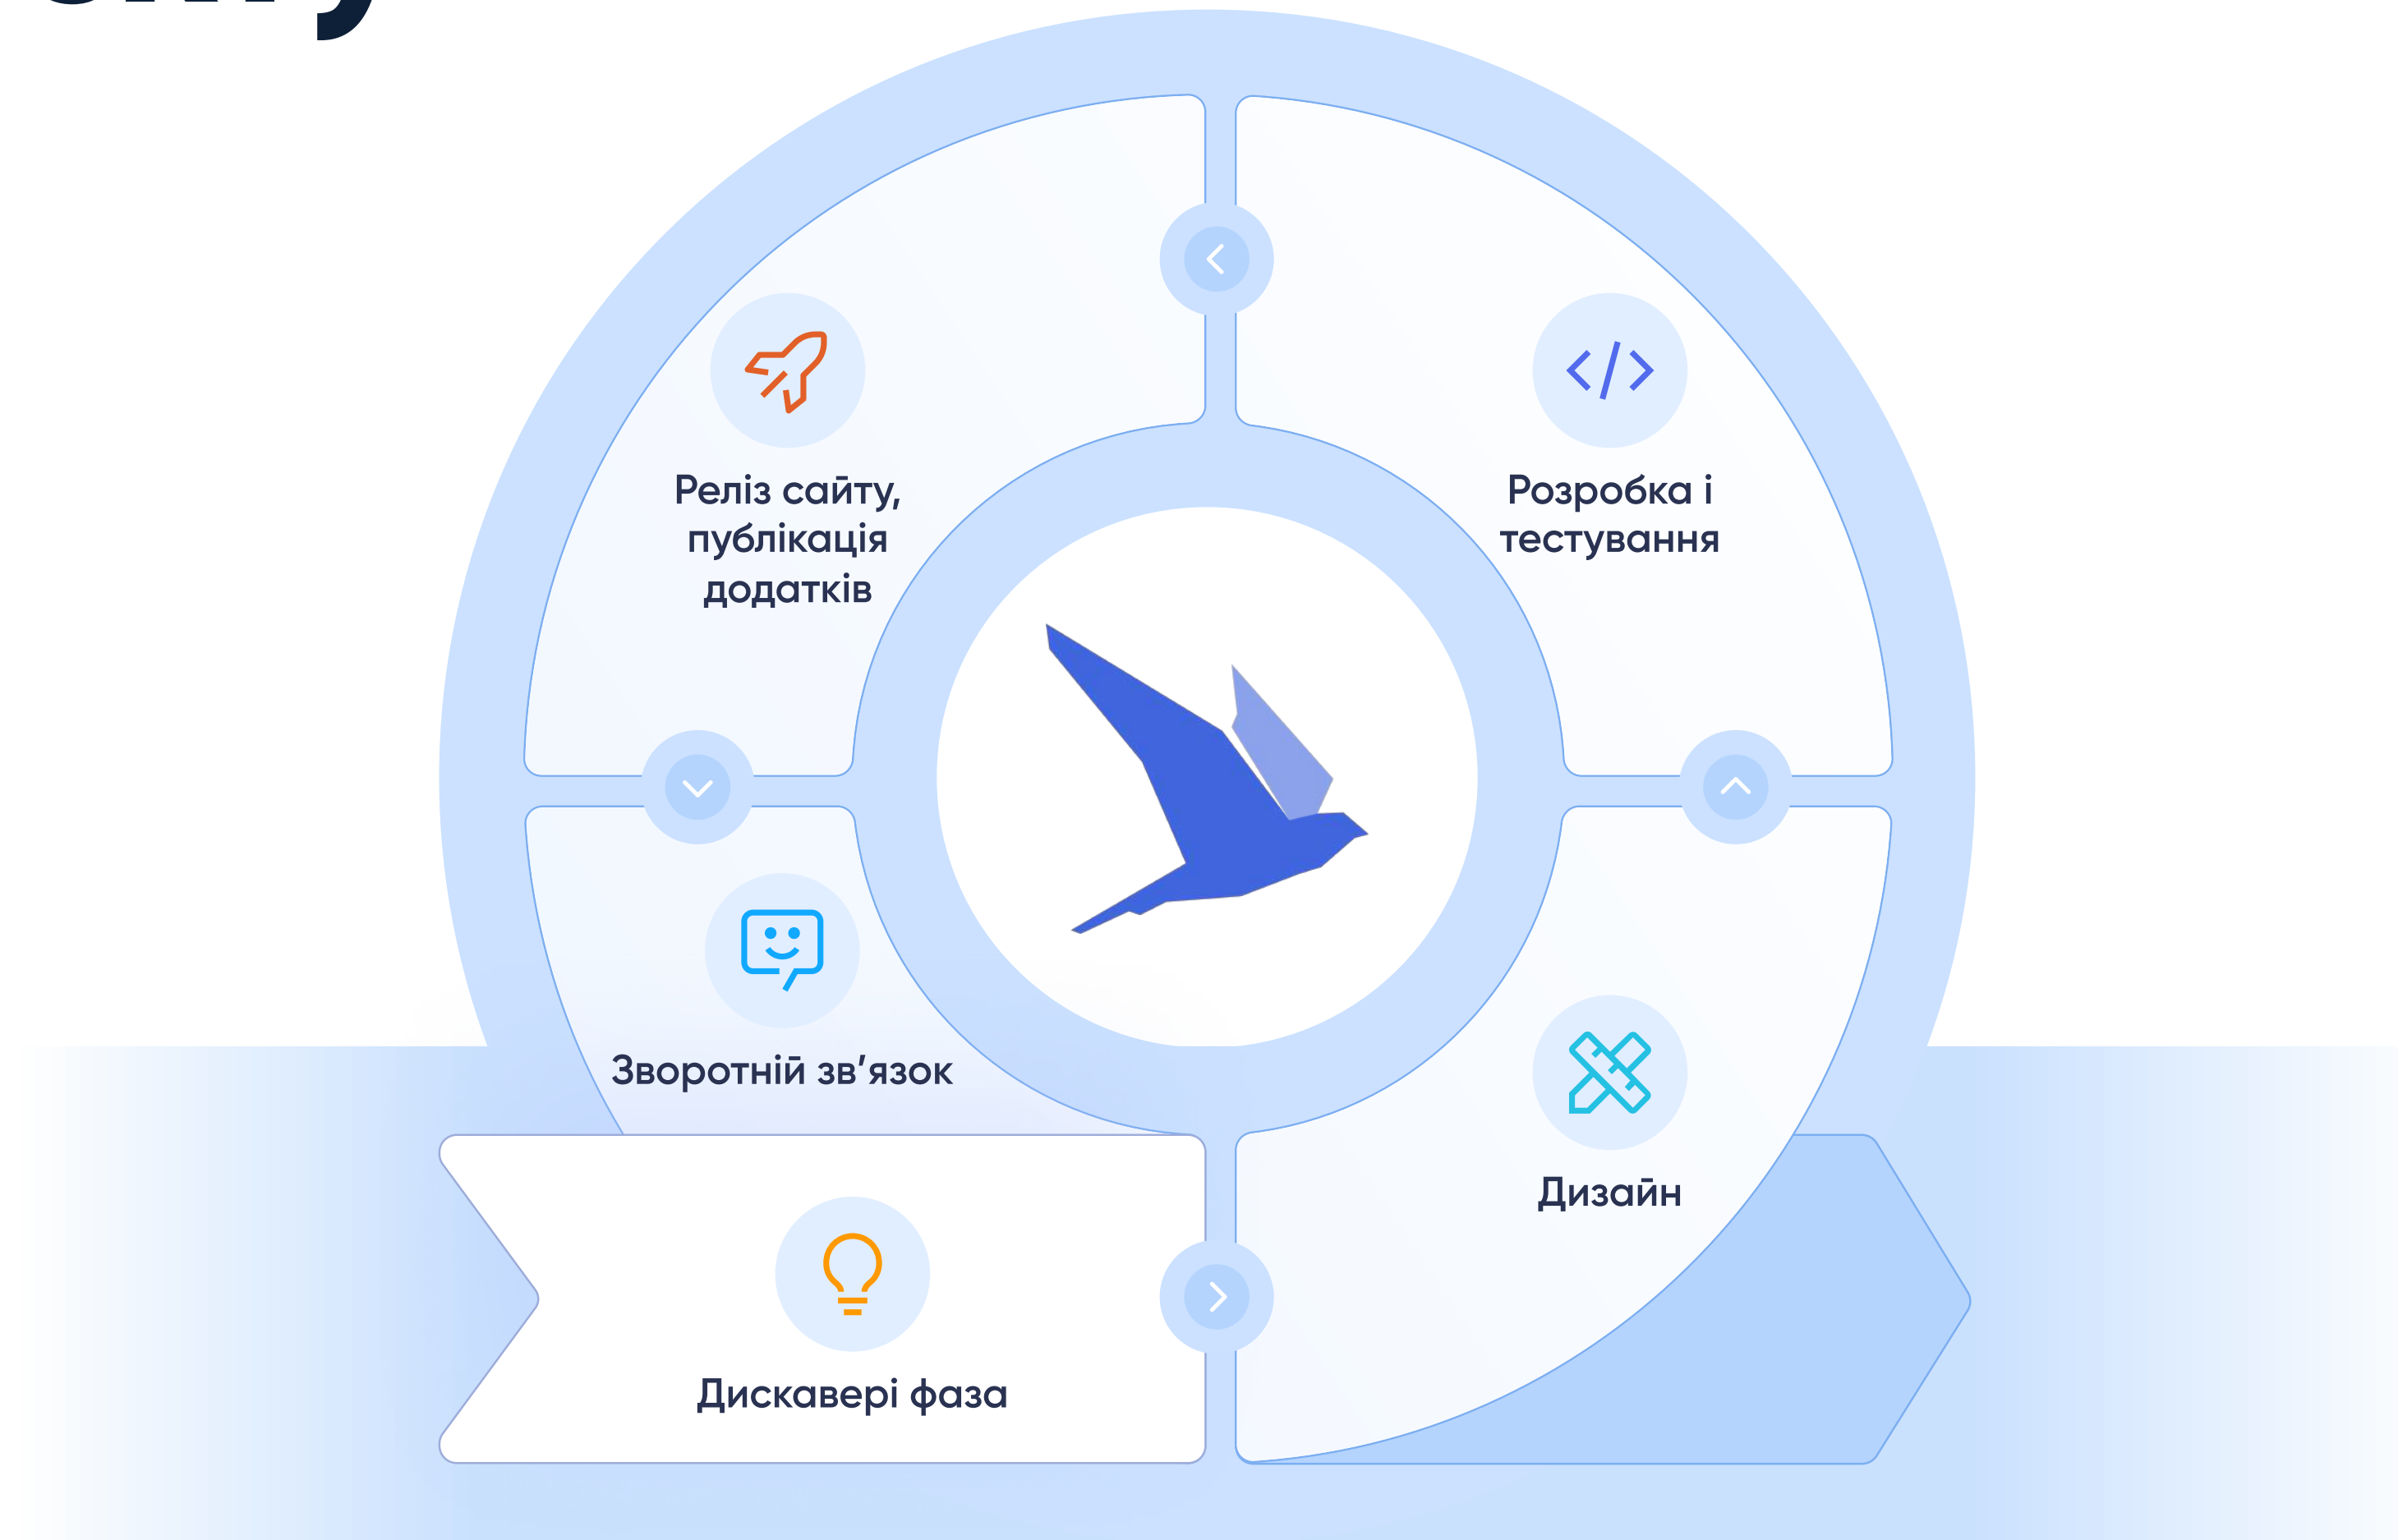 Реліз сайту,
публікація
додатків
Розробка і
тестування
Зворотній зв’язок
Дизайн
Дискавері фаза